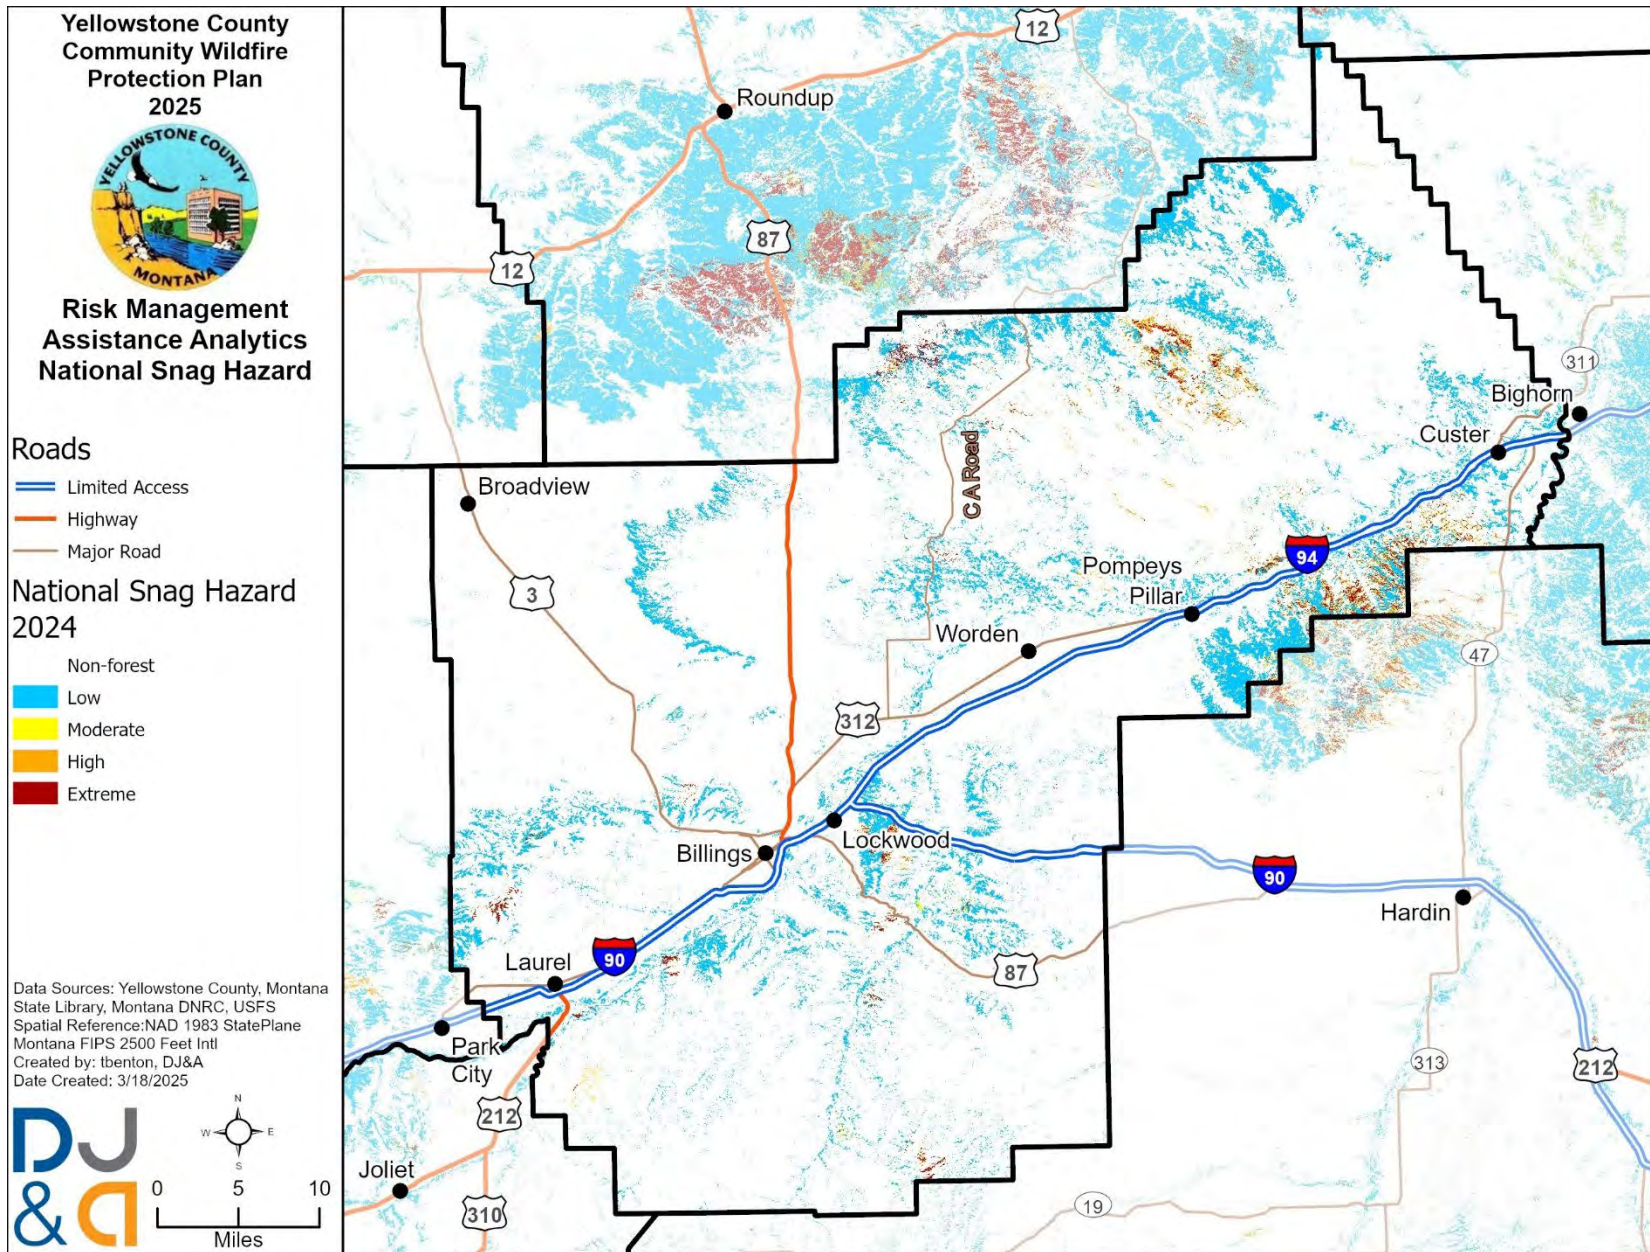 Yellowstone County
Community Wildfire
Protection Plan
2025
YELLOWSTONE COUNTY
MONTANA
Risk Management
Assistance Analytics
National Snag Hazard
Roads
Limited Access
Highway
Major Road
National Snag Hazard
2024
Non-forest
Low
Moderate
High
Extreme
Data Sources: Yellowstone County, Montana
State Library, Montana DNRC, USFS
Spatial Reference:NAD 1983 StatePlane
Montana FIPS 2500 Feet Intl
Created by: tbenton, DJ&A
Date Created: 3/18/2025
DJ
&A
N
W
E
S
0
5
10
Miles
12
Roundup
87
12
311
Bighorn
Custer
C A Road
Broadview
3
94
Pompeys
Pillar
Worden
47
312
Lockwood
Billings
90
Hardin
Laurel
90
87
Park
City
313
212
212
Joliet
310
19